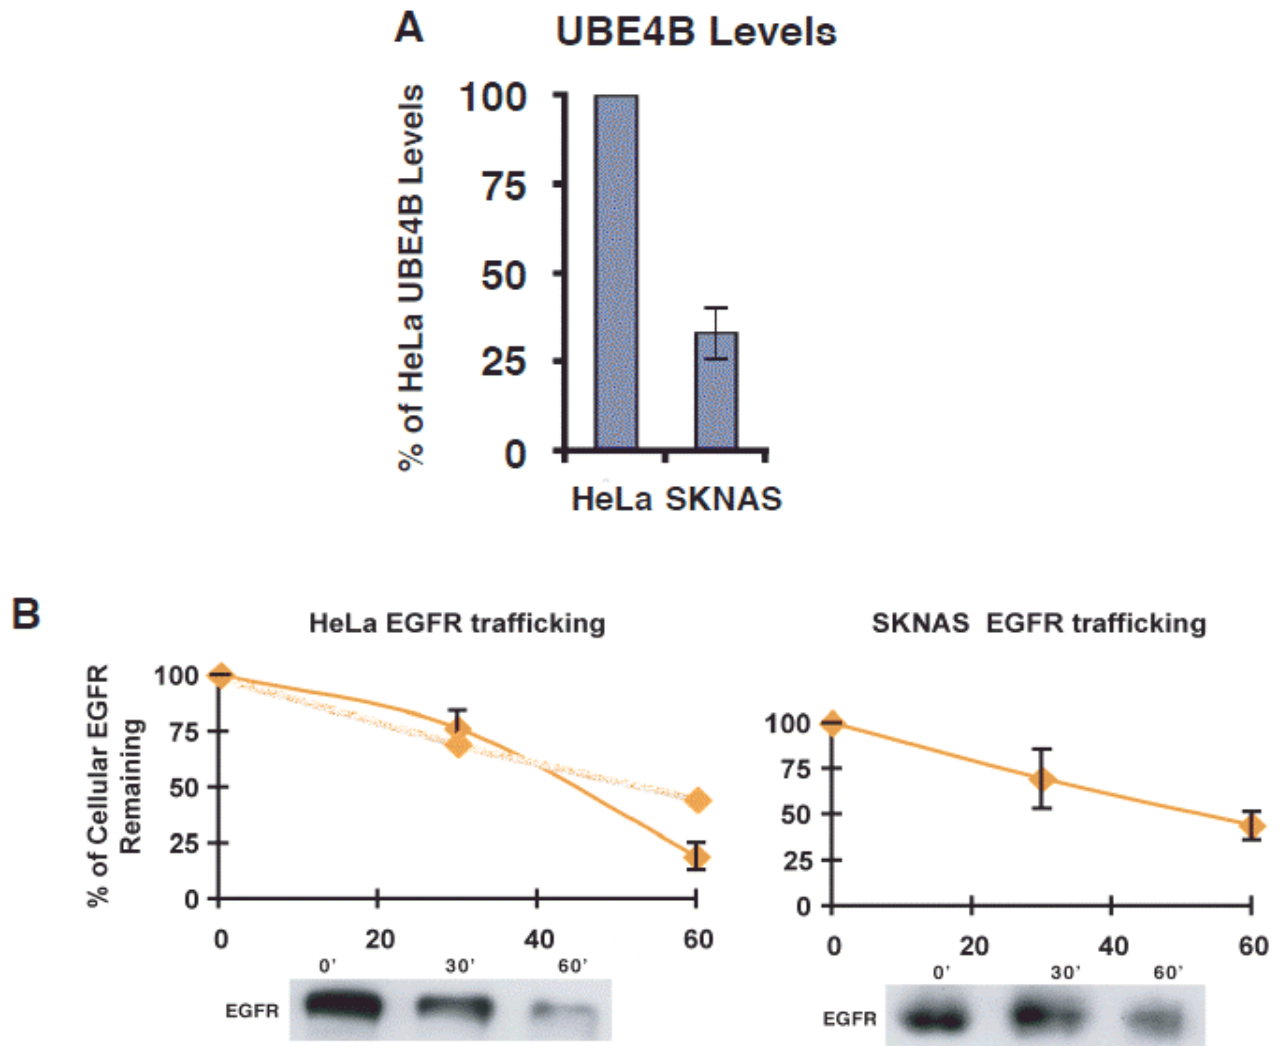 A
UBE4B Levels
% of HeLa UBE4B Levels
100
75
50
25
0
HeLa SKNAS
B
HeLa EGFR trafficking
% of Cellular EGFR
Remaining
100
75
50
25
0
0 20 40 60
0' 30' 60'
EGFR
SKNAS EGFR trafficking
100
75
50
25
0
0 20 40 60
0' 30' 60'
EGFR